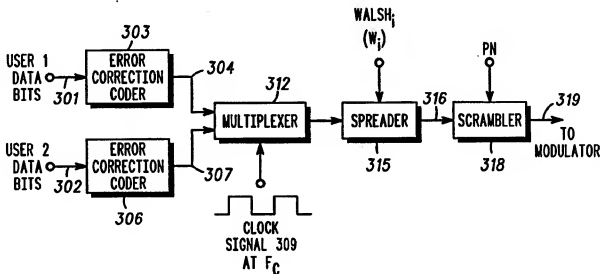 WALSHi
(Wi)
PN
303
USER 1
DATA
BITS
301
ERROR
CORRECTION
CODER
304
312
MULTIPLEXER
SPREADER
315
316
SCRAMBLER
318
319
TO
MODULATOR
USER 2
DATA
BITS
302
ERROR
CORRECTION
CODER
306
307
CLOCK
SIGNAL 309
AT FC